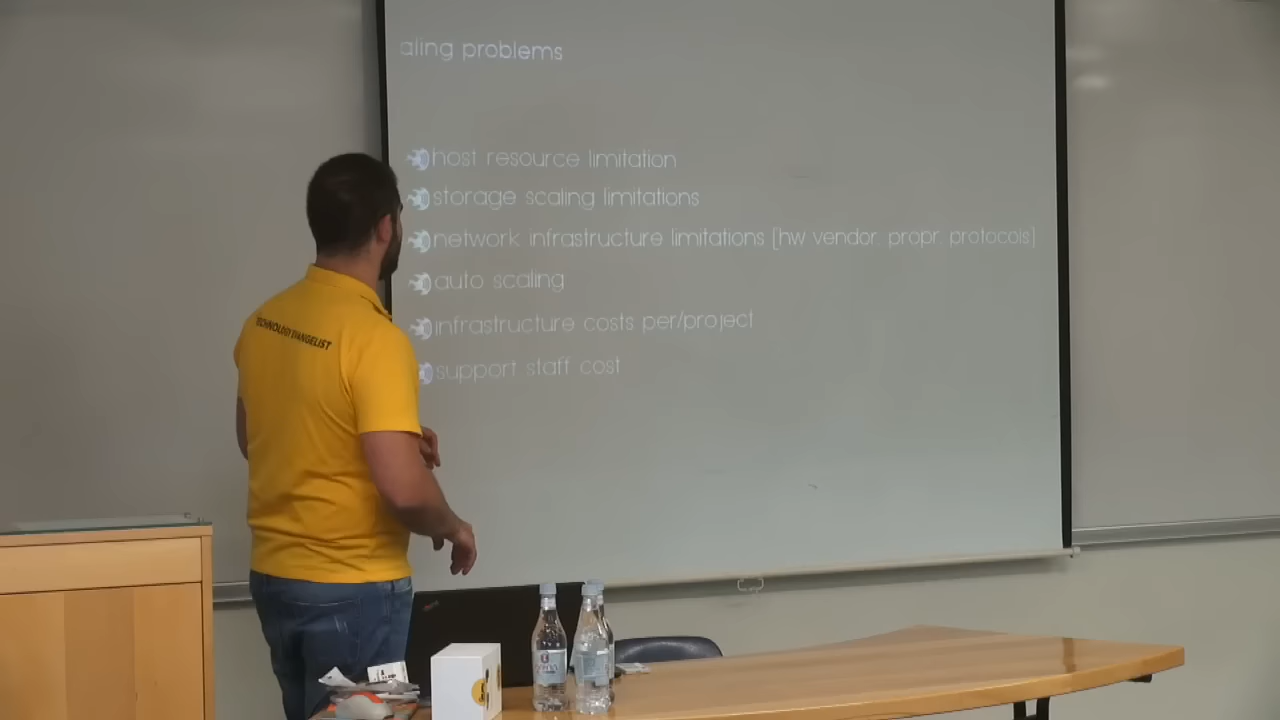 aling problems
host resource limitation
storage scaling limitations
network infrastructure limitations [hw vendor propr protocols]
auto scaling
infrastructure costs per/project
support staff cost
TECHNOLOGY EVANGELIST